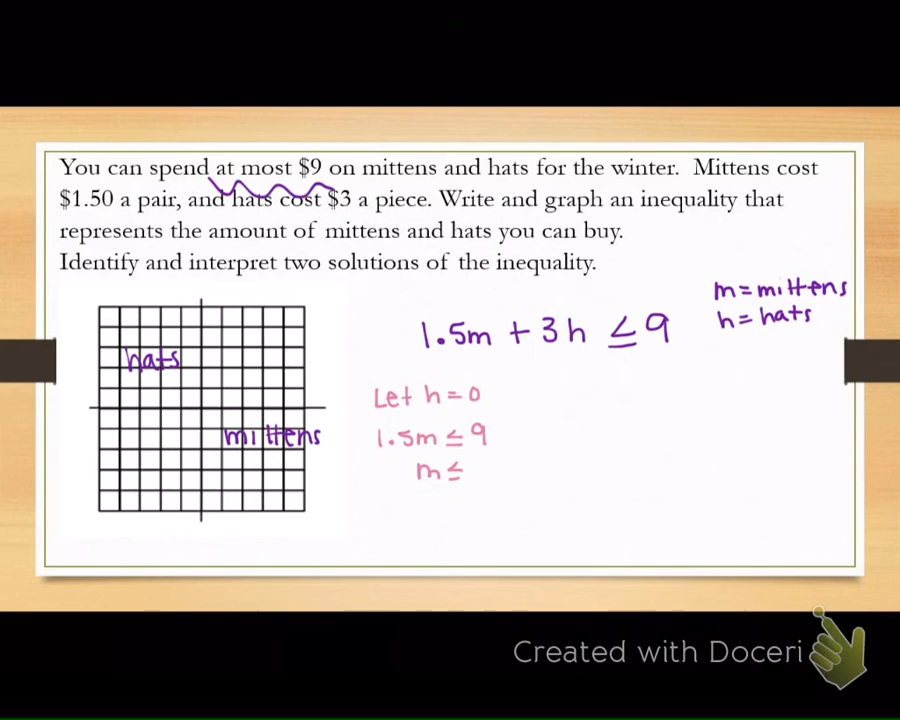 You can spend at most $9 on mittens and hats for the winter. Mittens cost
$1.50 a pair, and hats cost $3 a piece. Write and graph an inequality that
represents the amount of mittens and hats you can buy.
Identify and interpret two solutions of the inequality.
m = mittens
h = hats
1.5m + 3h ≤ 9
hats
Let h = 0
mittens
1.5m ≤ 9
m ≤
Created with Doceri